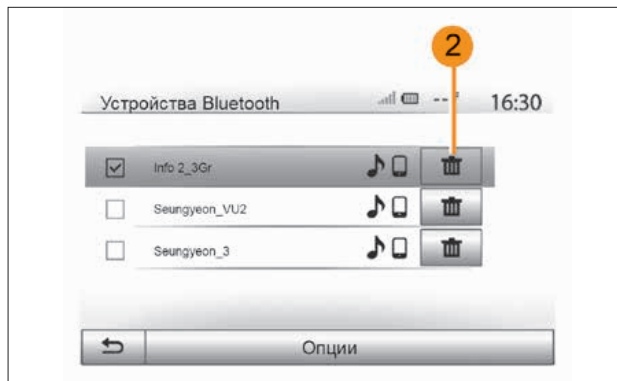 2
Устройства Bluetooth --° 16:30
Info 2_3Gr
Seungyeon_VU2
Seungyeon_3
Опции